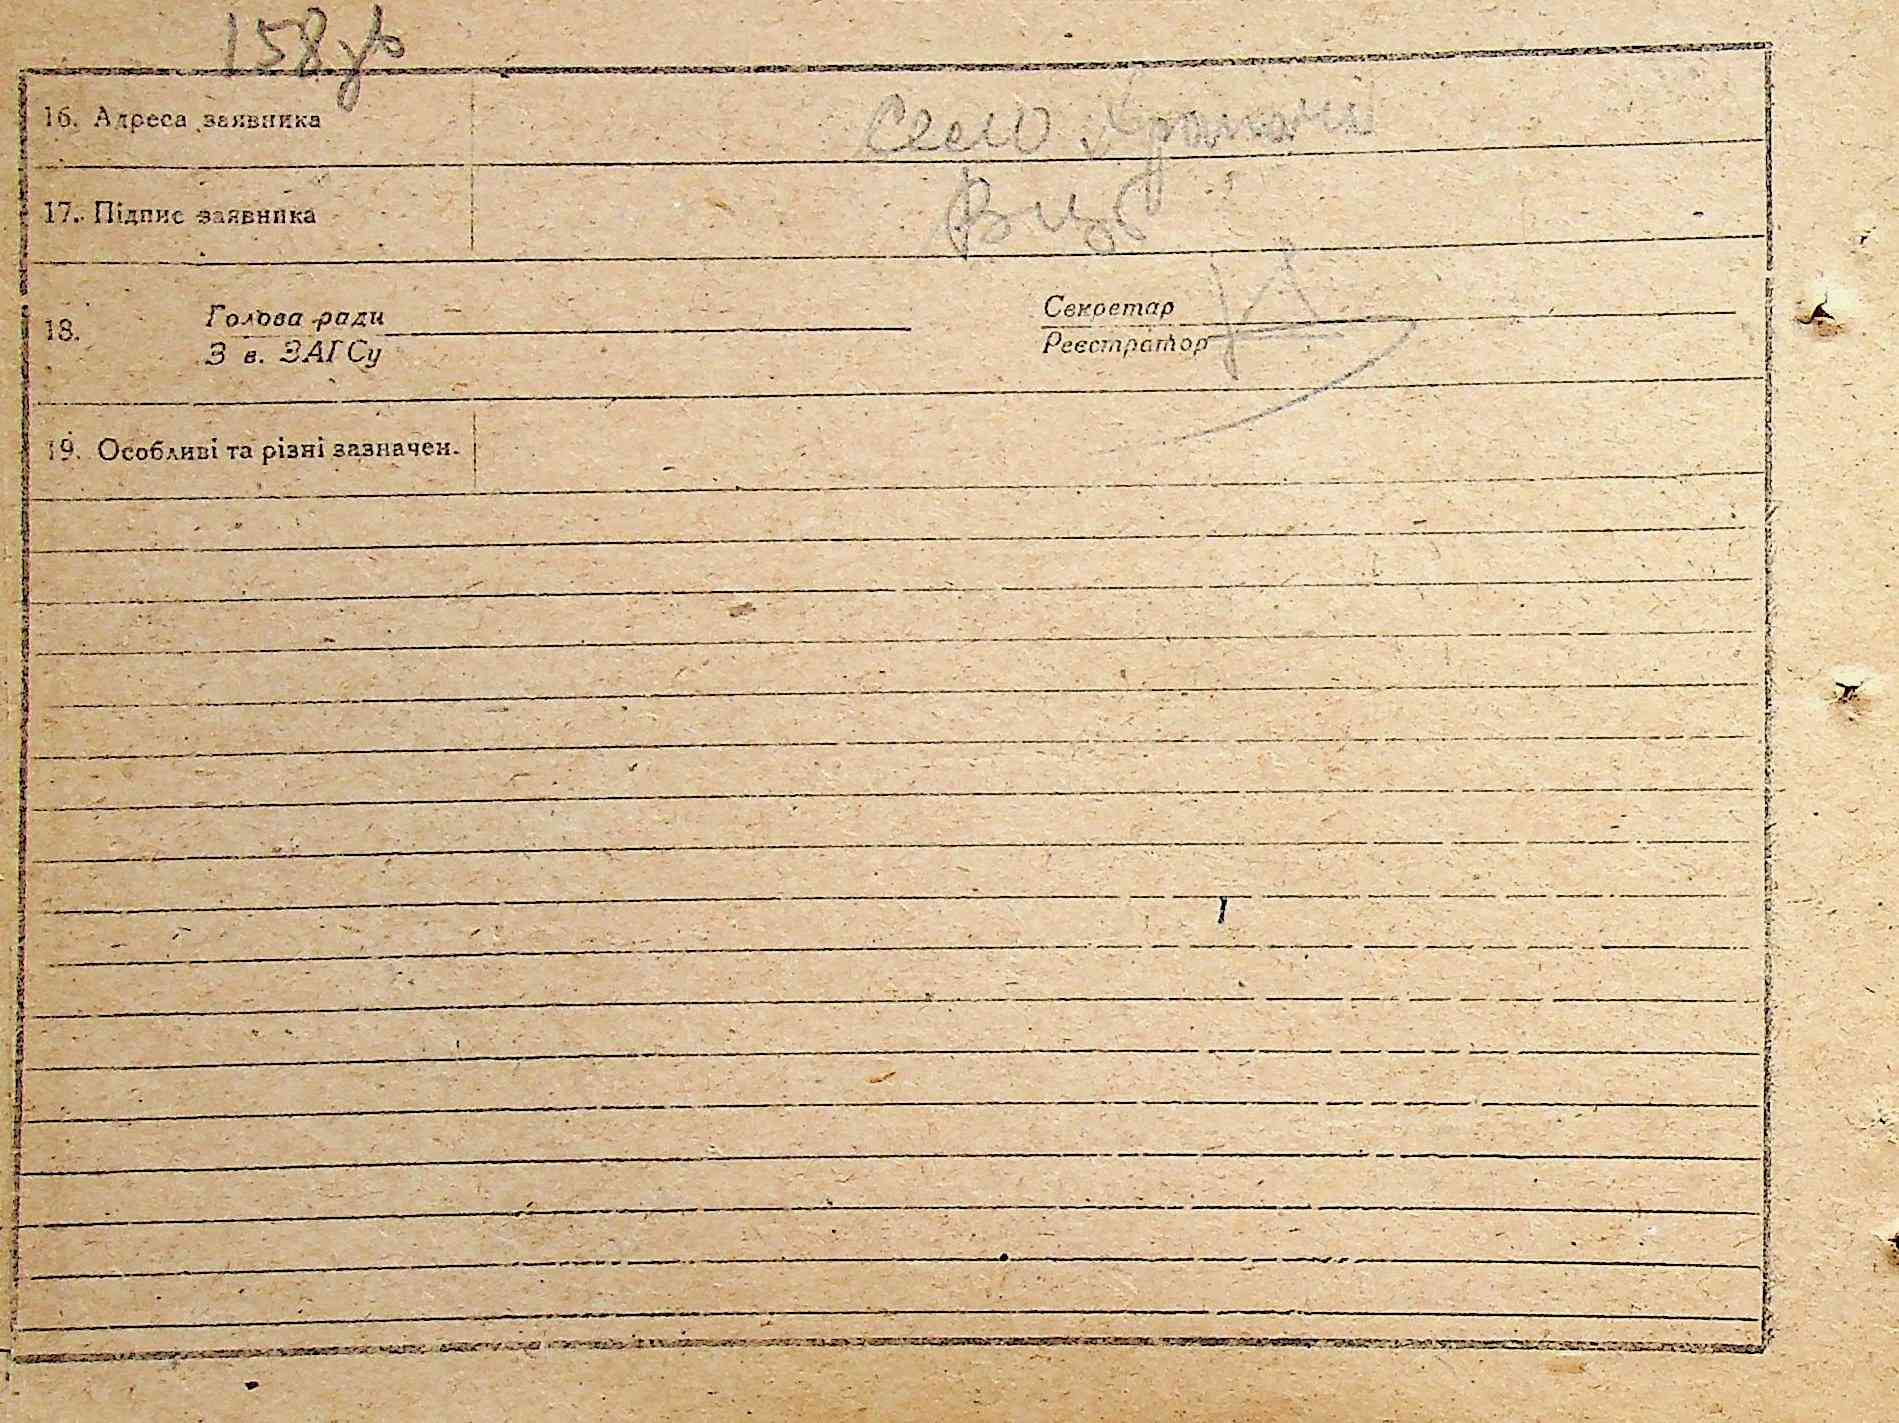 158 зв
16. Адреса заявника село
17. Підпис заявника
18. Голова ради Секретар
З в. ЗАГСу Реєстратор
19. Особливі та різні зазначен.